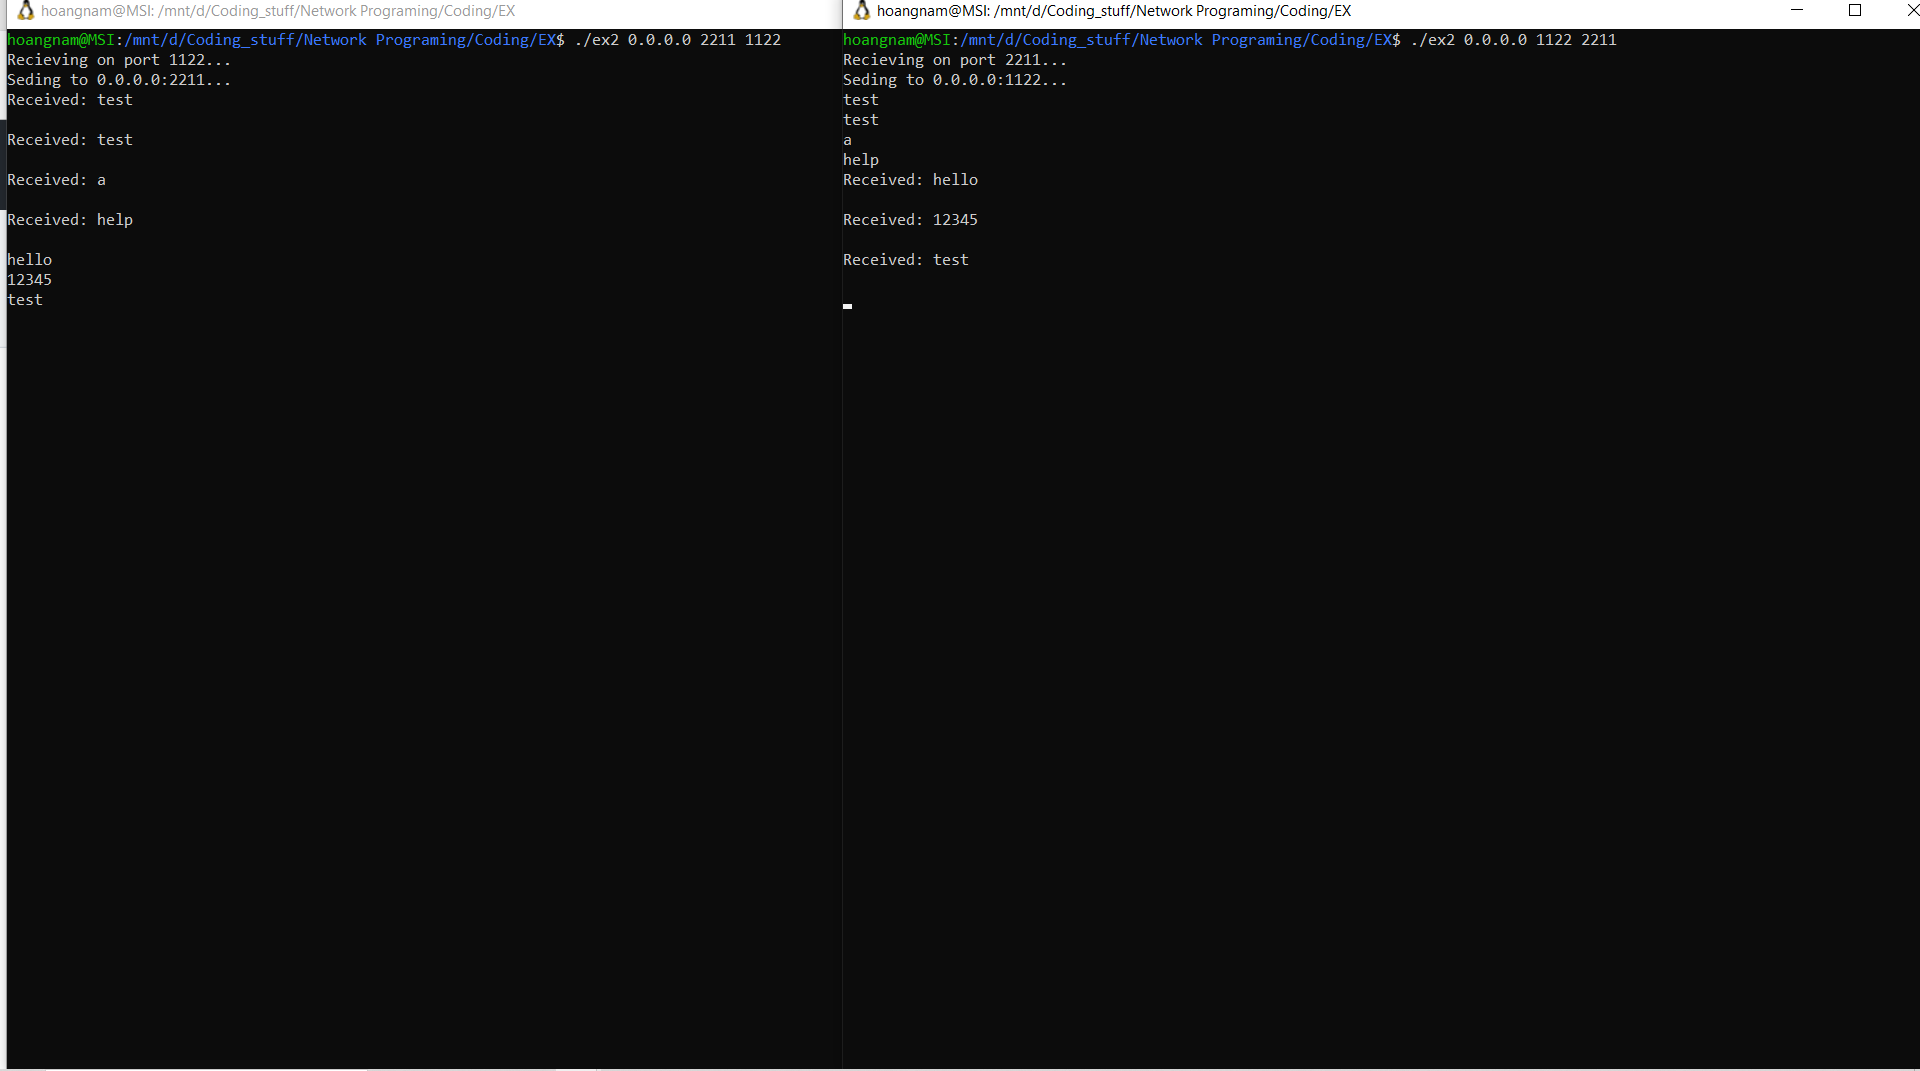 hoangnam@MSI: /mnt/d/Coding_stuff/Network Programing/Coding/EX
hoangnam@MSI:/mnt/d/Coding_stuff/Network Programing/Coding/EX$ ./ex2 0.0.0.0 2211 1122
Recieving on port 1122...
Seding to 0.0.0.0:2211...
Received: test
Received: test
Received: a
Received: help
hello
12345
test
hoangnam@MSI: /mnt/d/Coding_stuff/Network Programing/Coding/EX
hoangnam@MSI:/mnt/d/Coding_stuff/Network Programing/Coding/EX$ ./ex2 0.0.0.0 1122 2211
Recieving on port 2211...
Seding to 0.0.0.0:1122...
test
test
a
help
Received: hello
Received: 12345
Received: test